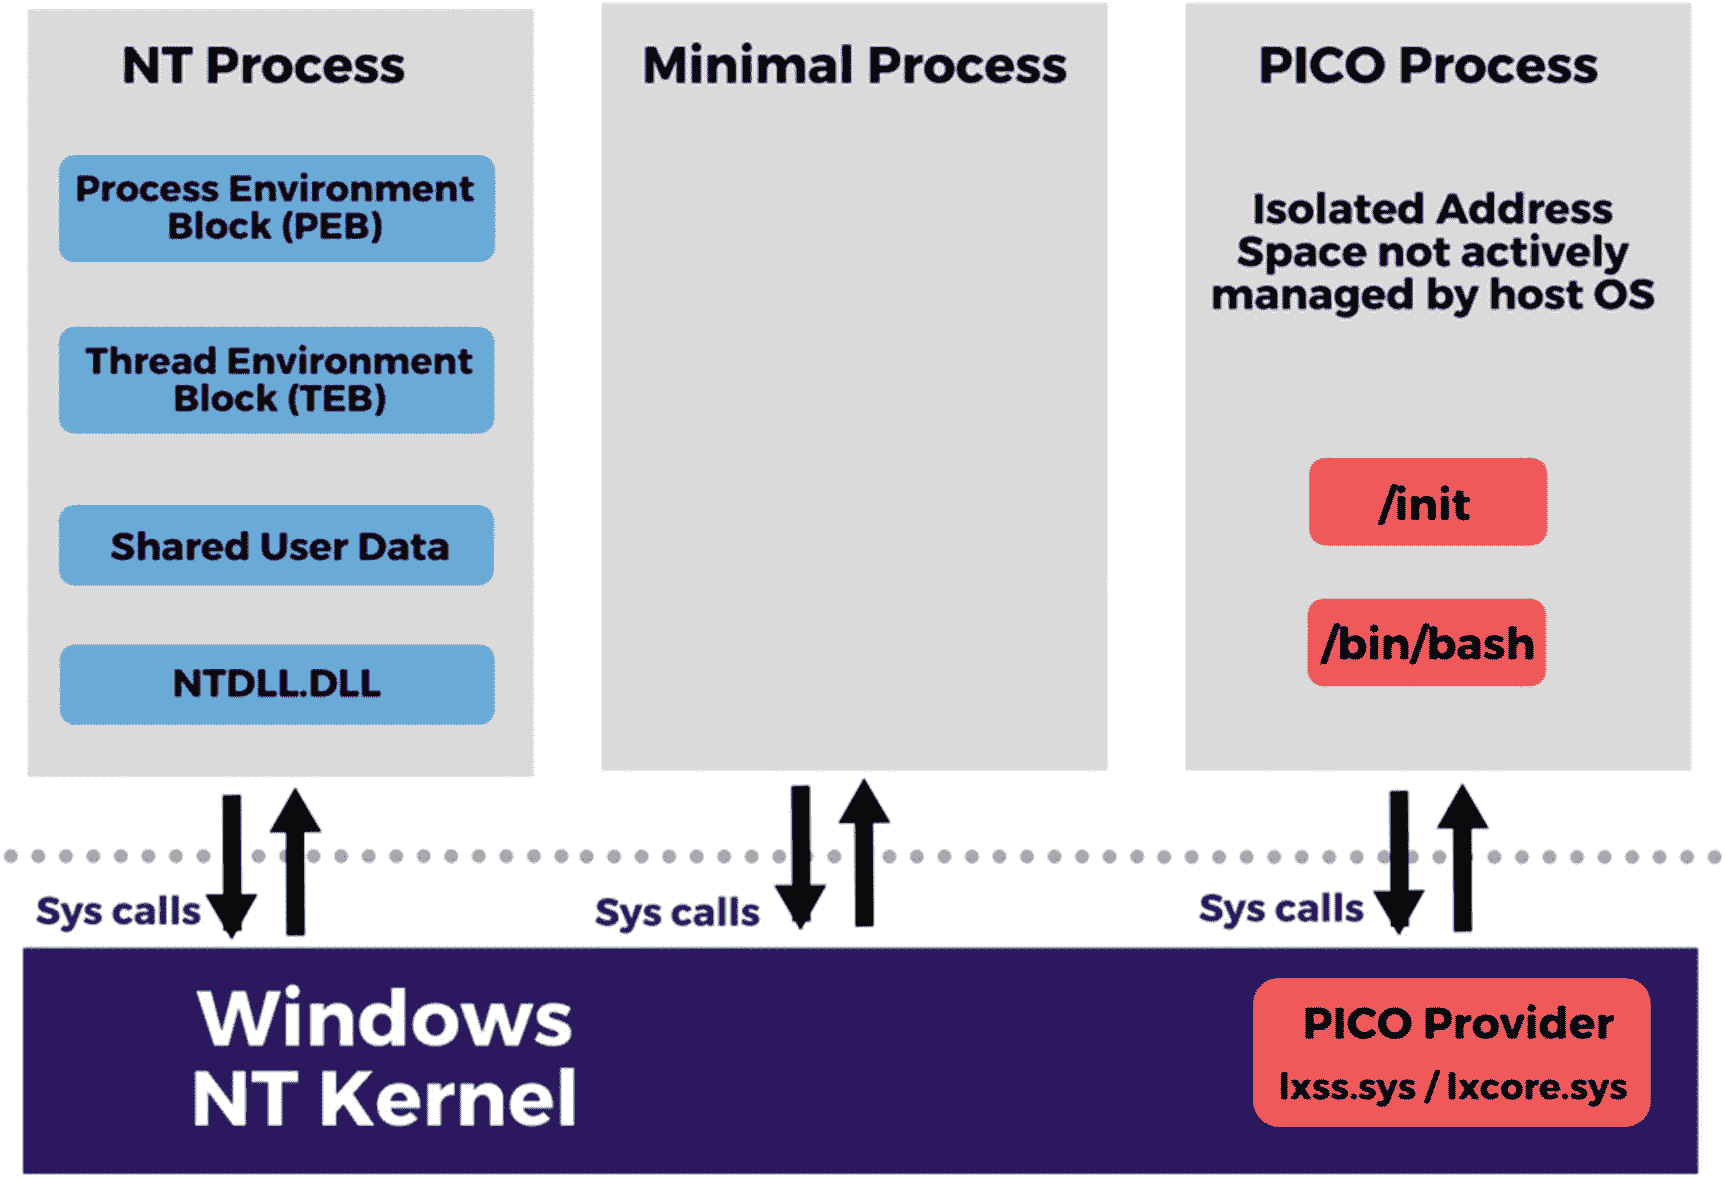 NT Process
Process Environment
Block (PEB)
Thread Environment
Block (TEB)
Shared User Data
NTDLL.DLL
Minimal Process
PICO Process
Isolated Address
Space not actively
managed by host OS
/init
/bin/bash
Sys calls
Sys calls
Sys calls
Windows
NT Kernel
PICO Provider
lxss.sys / lxcore.sys